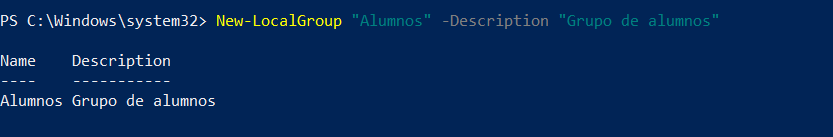 PS C:\Windows\system32> New-LocalGroup "Alumnos" -Description "Grupo de alumnos"
Name    Description
----    -----------
Alumnos Grupo de alumnos